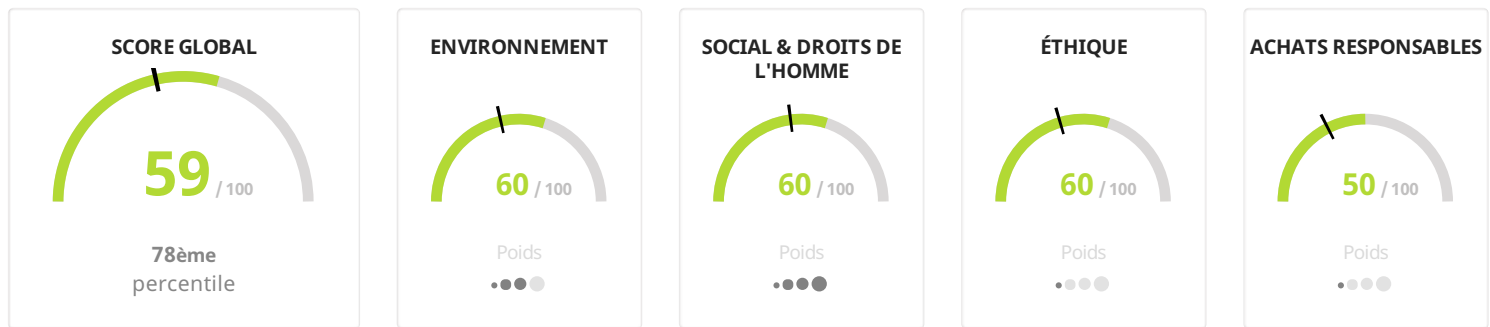 SCORE GLOBAL
59 / 100
78ème
percentile
ENVIRONNEMENT
60 / 100
Poids
SOCIAL & DROITS DE
L'HOMME
60 / 100
Poids
ÉTHIQUE
60 / 100
Poids
ACHATS RESPONSABLES
50 / 100
Poids